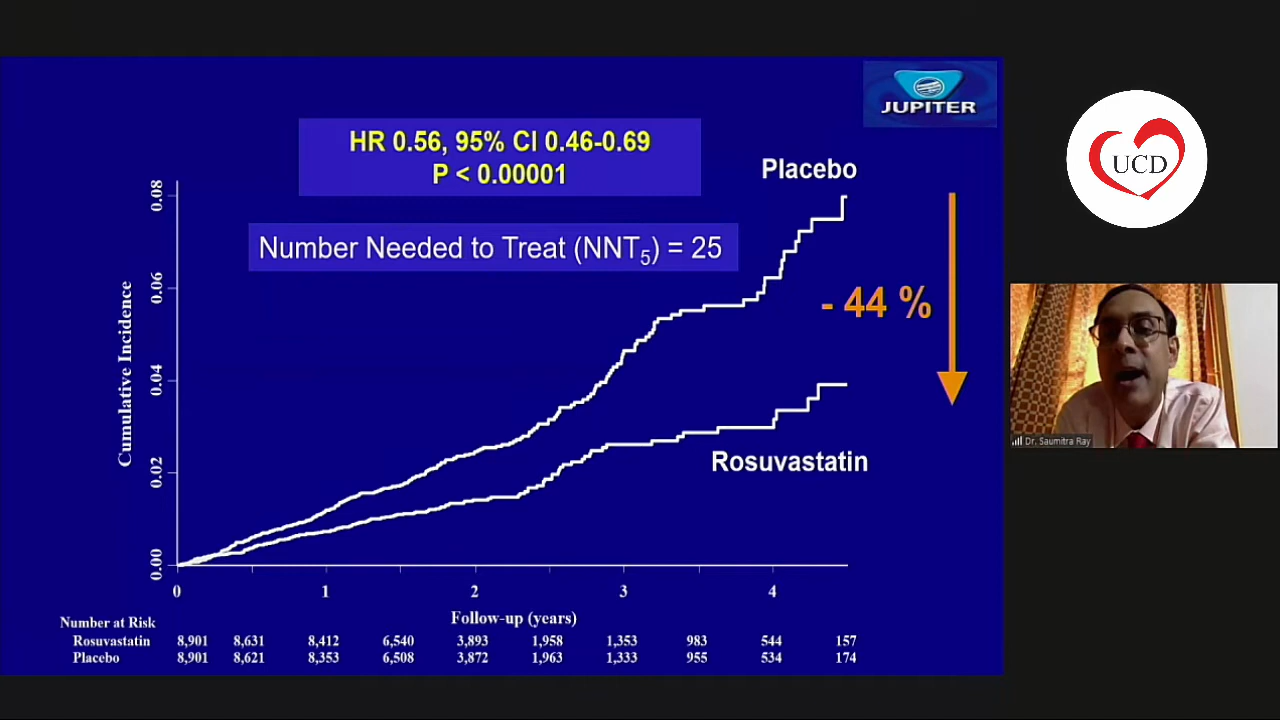 JUPITER
HR 0.56, 95% CI 0.46-0.69
P < 0.00001
Number Needed to Treat (NNT5) = 25
Placebo
- 44 %
Rosuvastatin
UCD
Dr. Saumitra Ray
Cumulative Incidence
0.08
0.06
0.04
0.02
0.00
0 1 2 3 4
Follow-up (years)
Number at Risk
Rosuvastatin 8,901 8,631 8,412 6,540 3,893 1,958 1,353 983 544 157
Placebo 8,901 8,621 8,353 6,508 3,872 1,963 1,333 955 534 174